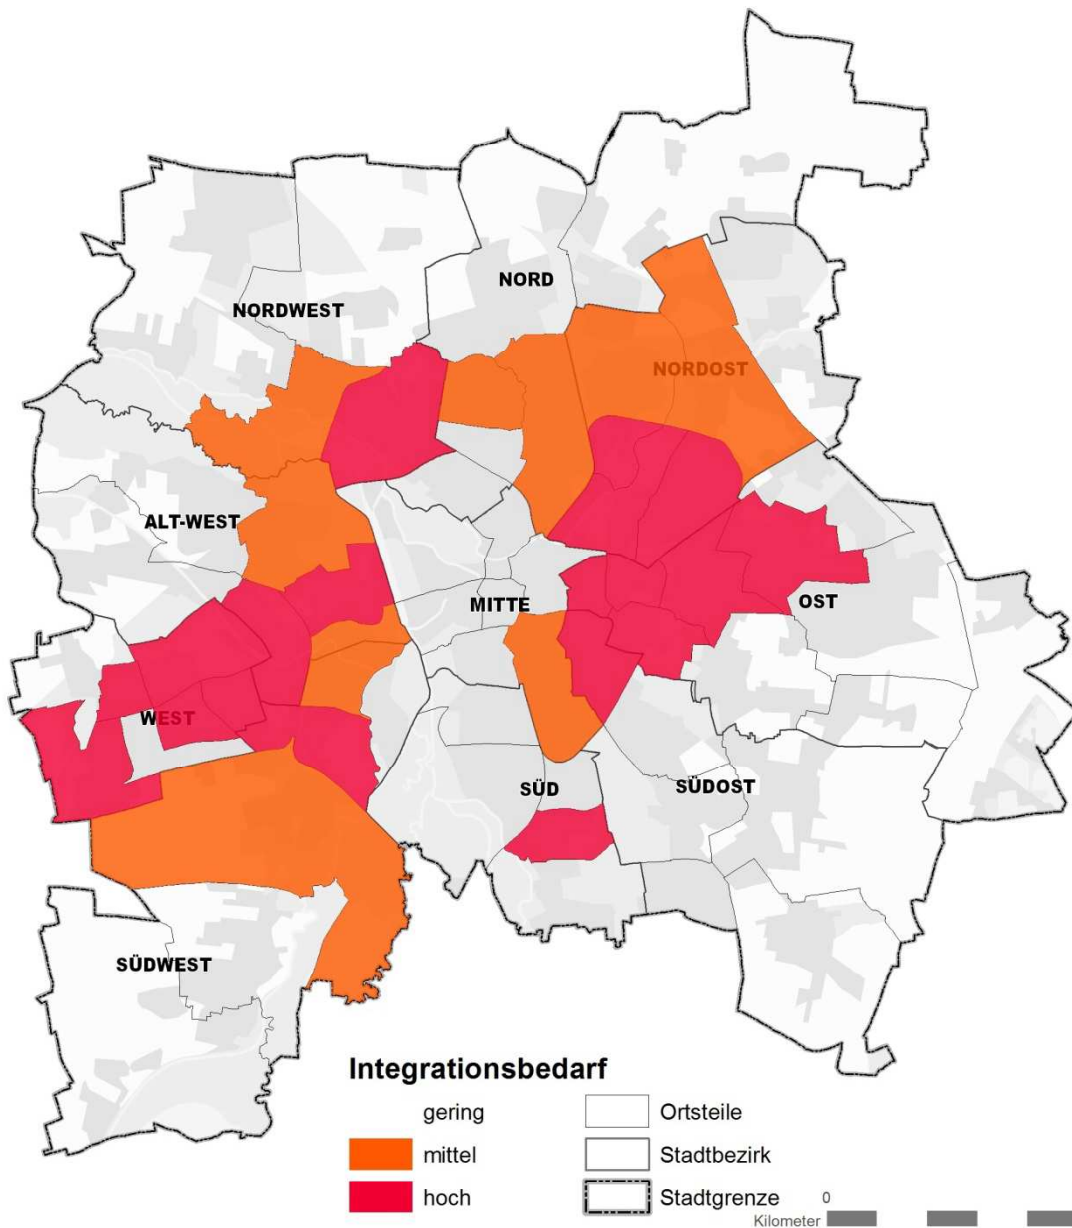 NORD
NORDWEST
NORDOST
ALT-WEST
MITTE
OST
WEST
SÜD
SÜDOST
SÜDWEST
Integrationsbedarf
gering
mittel
hoch
Ortsteile
Stadtbezirk
Stadtgrenze
0
Kilometer